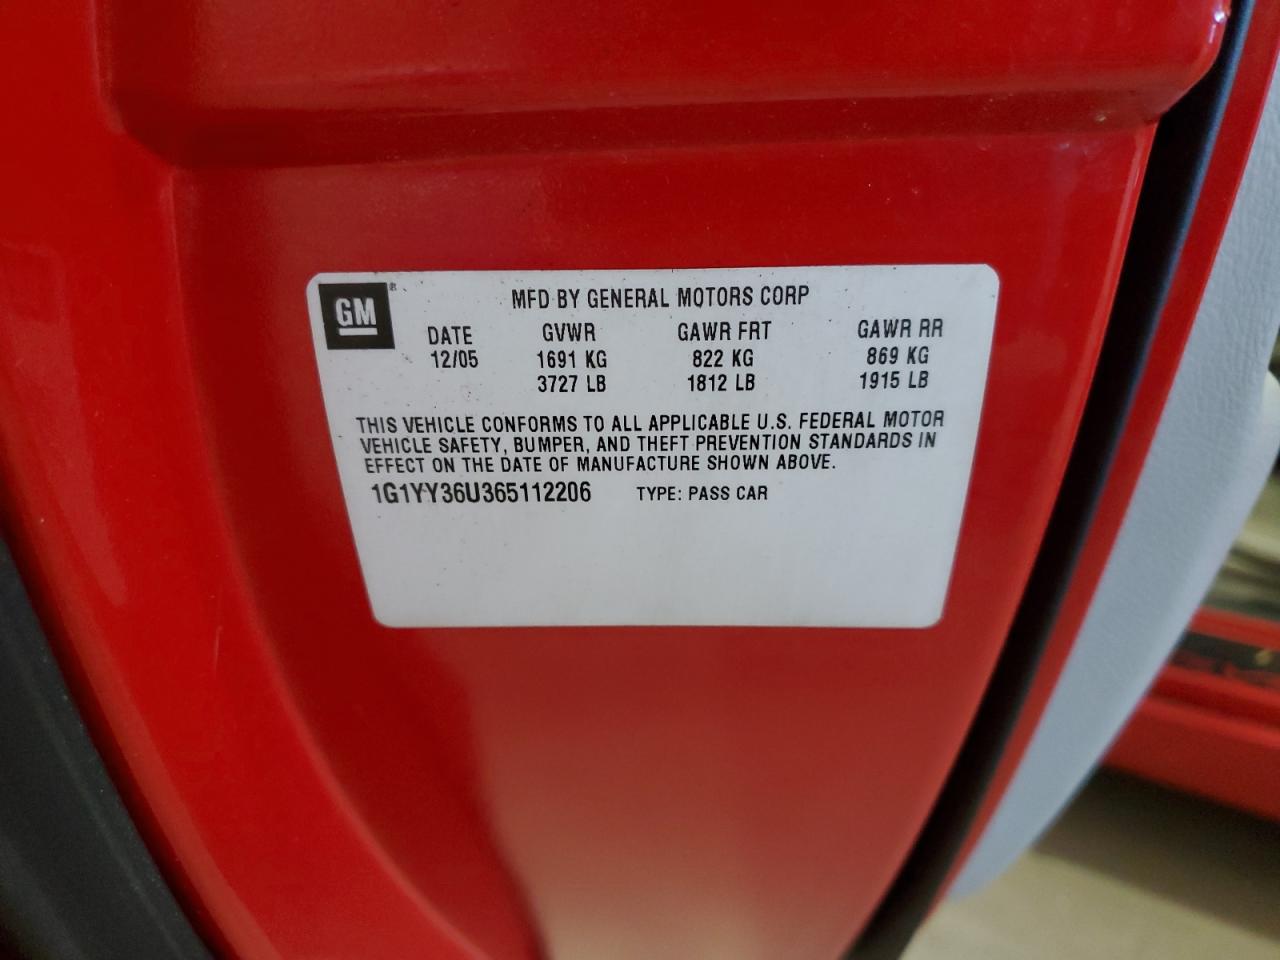 GM ®
MFD BY GENERAL MOTORS CORP
DATE GVWR GAWR FRT GAWR RR
12/05 1691 KG 822 KG 869 KG
3727 LB 1812 LB 1915 LB
THIS VEHICLE CONFORMS TO ALL APPLICABLE U.S. FEDERAL MOTOR
VEHICLE SAFETY, BUMPER, AND THEFT PREVENTION STANDARDS IN
EFFECT ON THE DATE OF MANUFACTURE SHOWN ABOVE.
1G1YY36U365112206 TYPE: PASS CAR